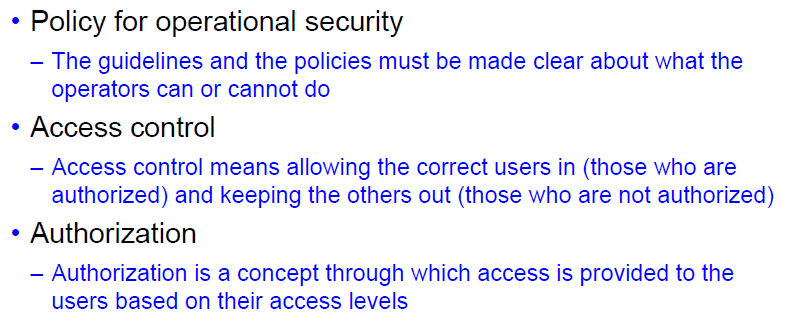 • Policy for operational security
– The guidelines and the policies must be made clear about what the
operators can or cannot do
• Access control
– Access control means allowing the correct users in (those who are
authorized) and keeping the others out (those who are not authorized)
• Authorization
– Authorization is a concept through which access is provided to the
users based on their access levels